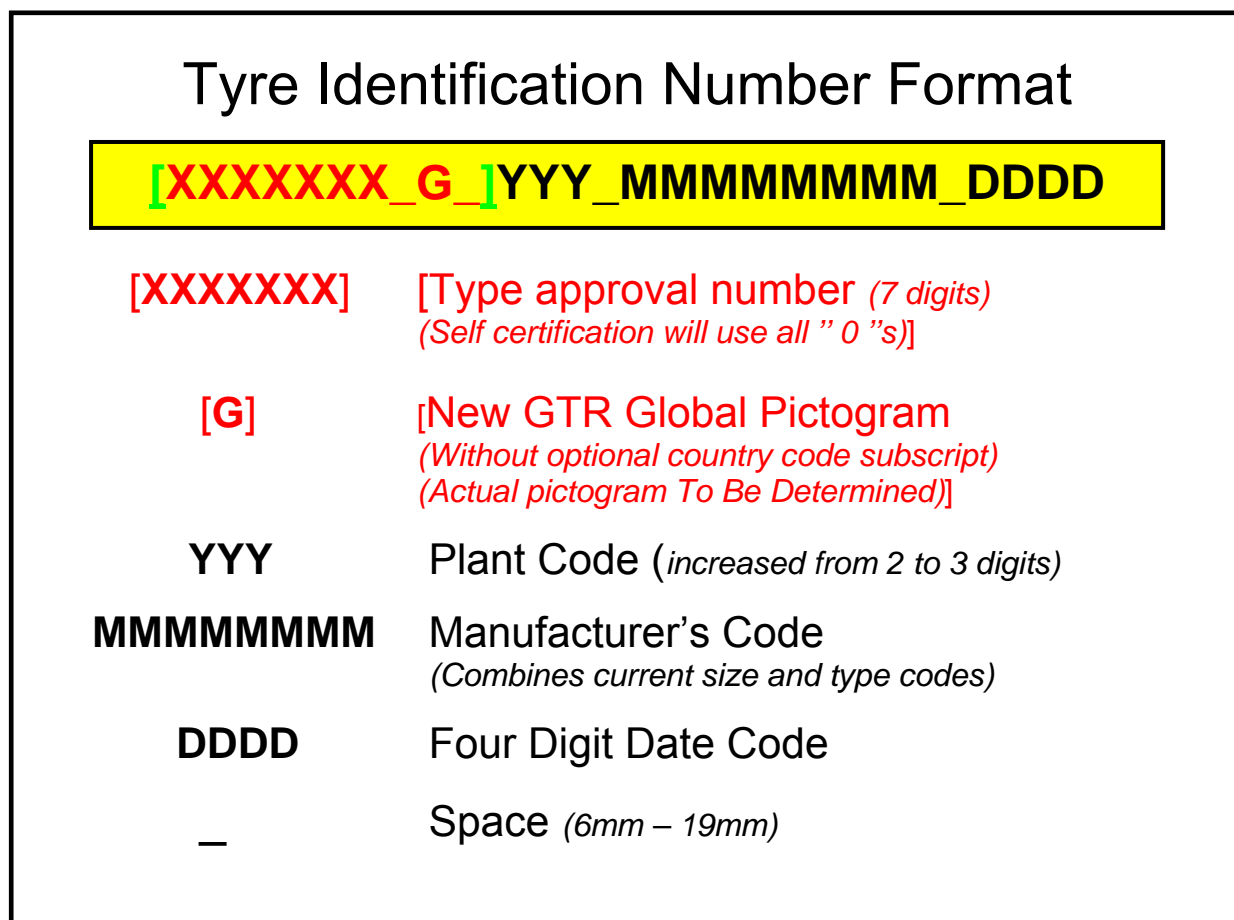 Tyre Identification Number Format
[XXXXXXX_G_]YYY_MMMMMMMM_DDDD
[XXXXXXX] [Type approval number (7 digits)
(Self certification will use all ” 0 ”s)]
[G] [New GTR Global Pictogram
(Without optional country code subscript)
(Actual pictogram To Be Determined)]
YYY Plant Code (increased from 2 to 3 digits)
MMMMMMMM Manufacturer’s Code
(Combines current size and type codes)
DDDD Four Digit Date Code
_ Space (6mm – 19mm)